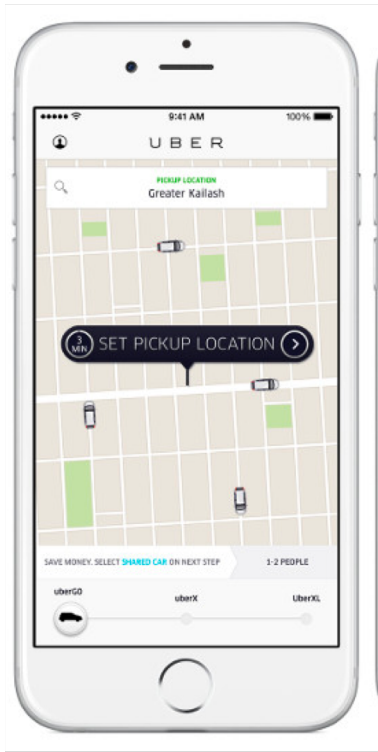 9:41 AM
100%
UBER
PICKUP LOCATION
Greater Kailash
3
MIN
SET PICKUP LOCATION
SAVE MONEY. SELECT SHARED CAR ON NEXT STEP
1-2 PEOPLE
uberGO
uberX
UberXL